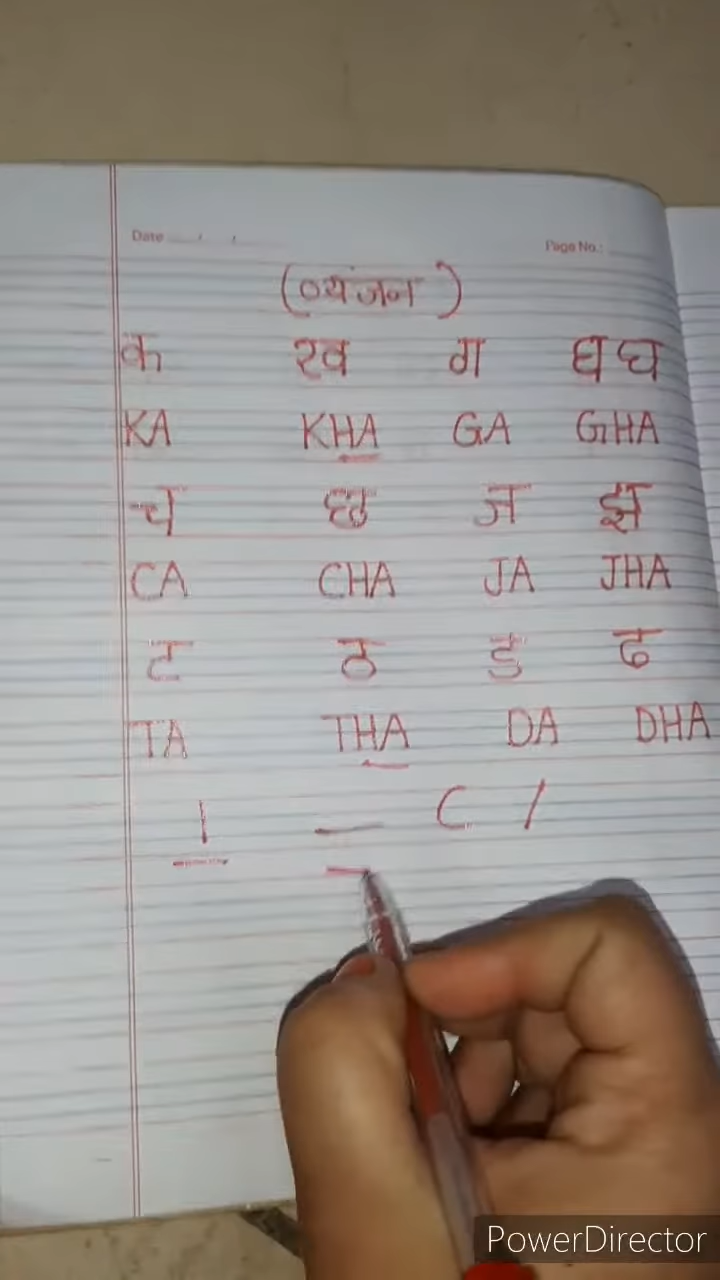 Date
Page No.:
(व्यंजन)
क ख ग ध घ
KA KHA GA GHA
च छ ज झ
CA CHA JA JHA
ट ठ ड ढ
TA THA DA DHA
| — C /
PowerDirector